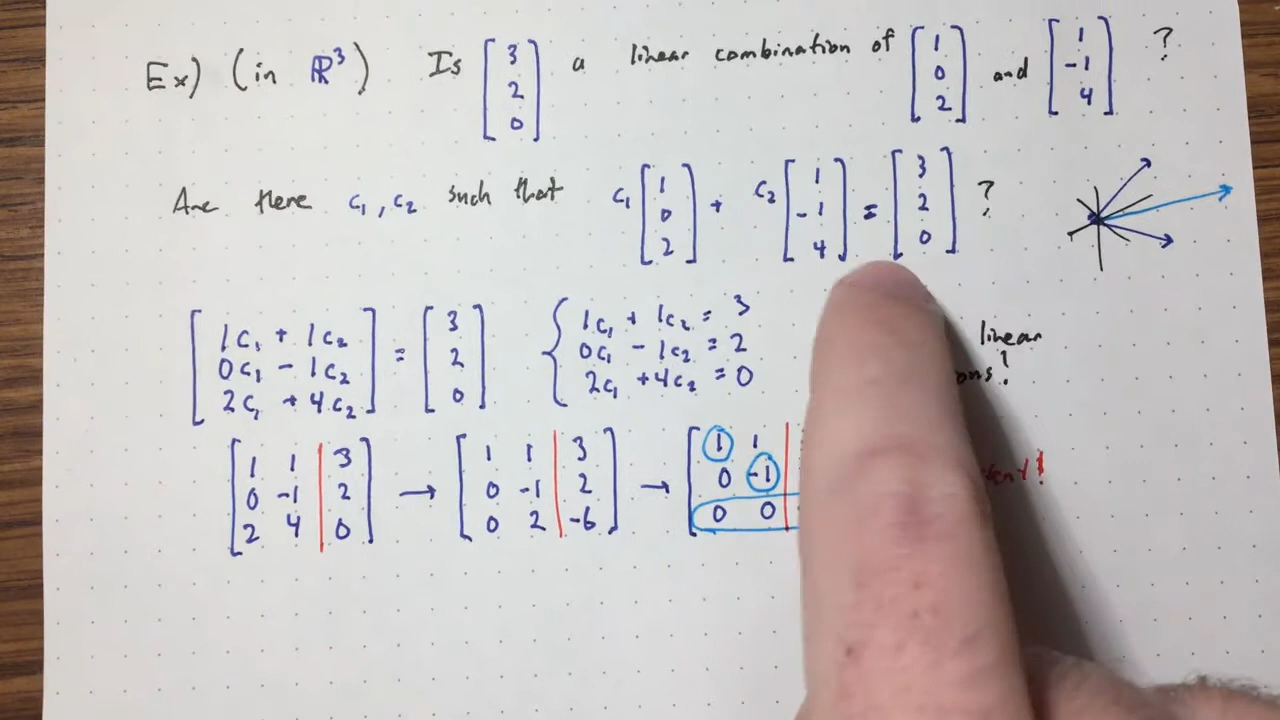 Ex) (in ℝ³) Is [3 2 0] a linear combination of [1 0 2] and [1 -1 4] ?
Are there c₁, c₂ such that c₁ [1 0 2] + c₂ [1 -1 4] = [3 2 0] ?
[1c₁ + 1c₂
0c₁ - 1c₂
2c₁ + 4c₂] = [3 2 0]
{1c₁ + 1c₂ = 3
0c₁ - 1c₂ = 2
2c₁ + 4c₂ = 0
linear
!
[1 1 | 3
0 -1 | 2
2 4 | 0]
→ [1 1 | 3
0 -1 | 2
0 2 | -6]
→ [1 1 |
0 -1 |
0 0 |